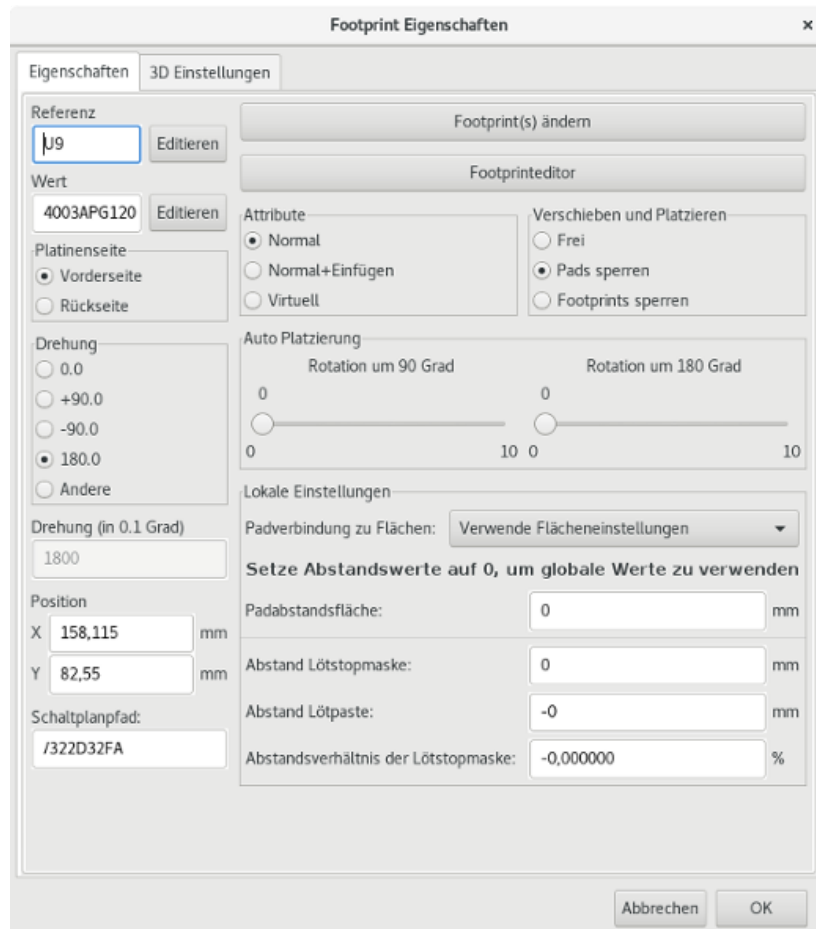 Footprint Eigenschaften ×
Eigenschaften 3D Einstellungen
Referenz
U9 Editieren
Wert
4003APG120 Editieren
Platinenseite
Vorderseite
Rückseite
Drehung
0.0
+90.0
-90.0
180.0
Andere
Drehung (in 0.1 Grad)
1800
Position
X 158,115 mm
Y 82,55 mm
Schaltplanpfad:
/322D32FA
Footprint(s) ändern
Footprinteditor
Attribute
Normal
Normal+Einfügen
Virtuell
Verschieben und Platzieren
Frei
Pads sperren
Footprints sperren
Auto Platzierung
Rotation um 90 Grad
0
0 10
Rotation um 180 Grad
0
0 10
Lokale Einstellungen
Padverbindung zu Flächen: Verwende Flächeneinstellungen
Setze Abstandswerte auf 0, um globale Werte zu verwenden
Padabstandsfläche: 0 mm
Abstand Lötstopmaske: 0 mm
Abstand Lötpaste: -0 mm
Abstandsverhältnis der Lötstopmaske: -0,000000 %
Abbrechen OK